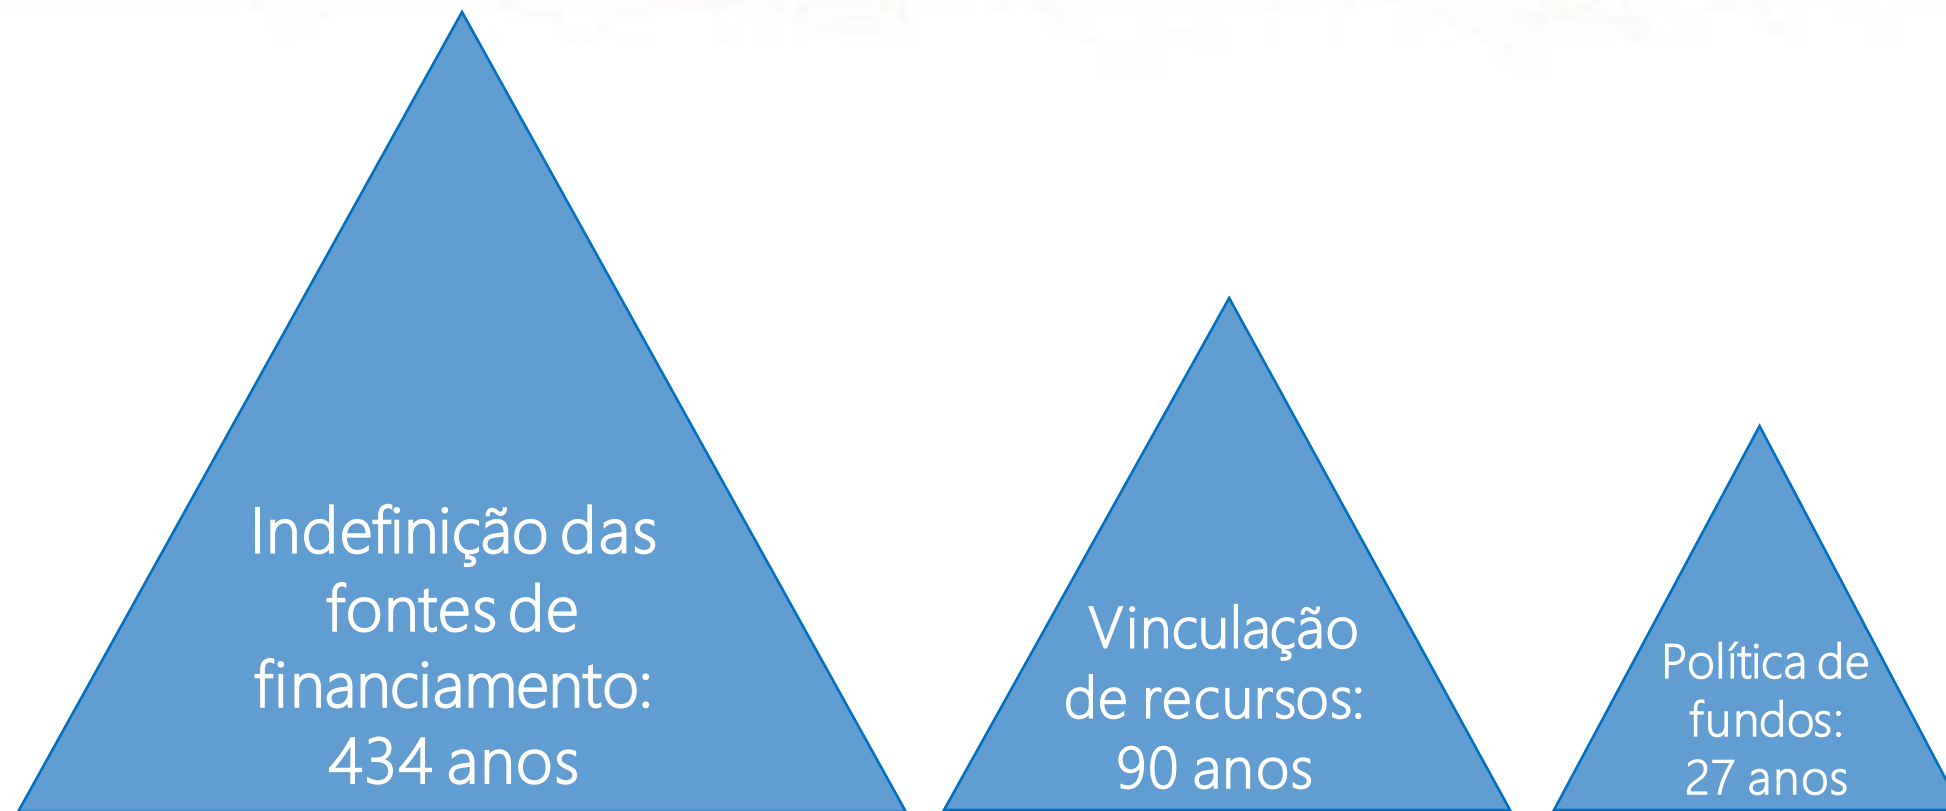 Indefinição das
fontes de
financiamento:
434 anos
Vinculação
de recursos:
90 anos
Política de
fundos:
27 anos